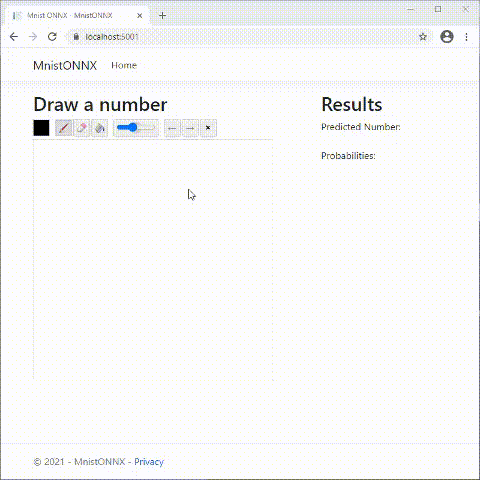 Mnist ONNX - MnistONNX
localhost:5001
MnistONNX Home
Draw a number
Results
Predicted Number:
Probabilities:
© 2021 - MnistONNX - Privacy